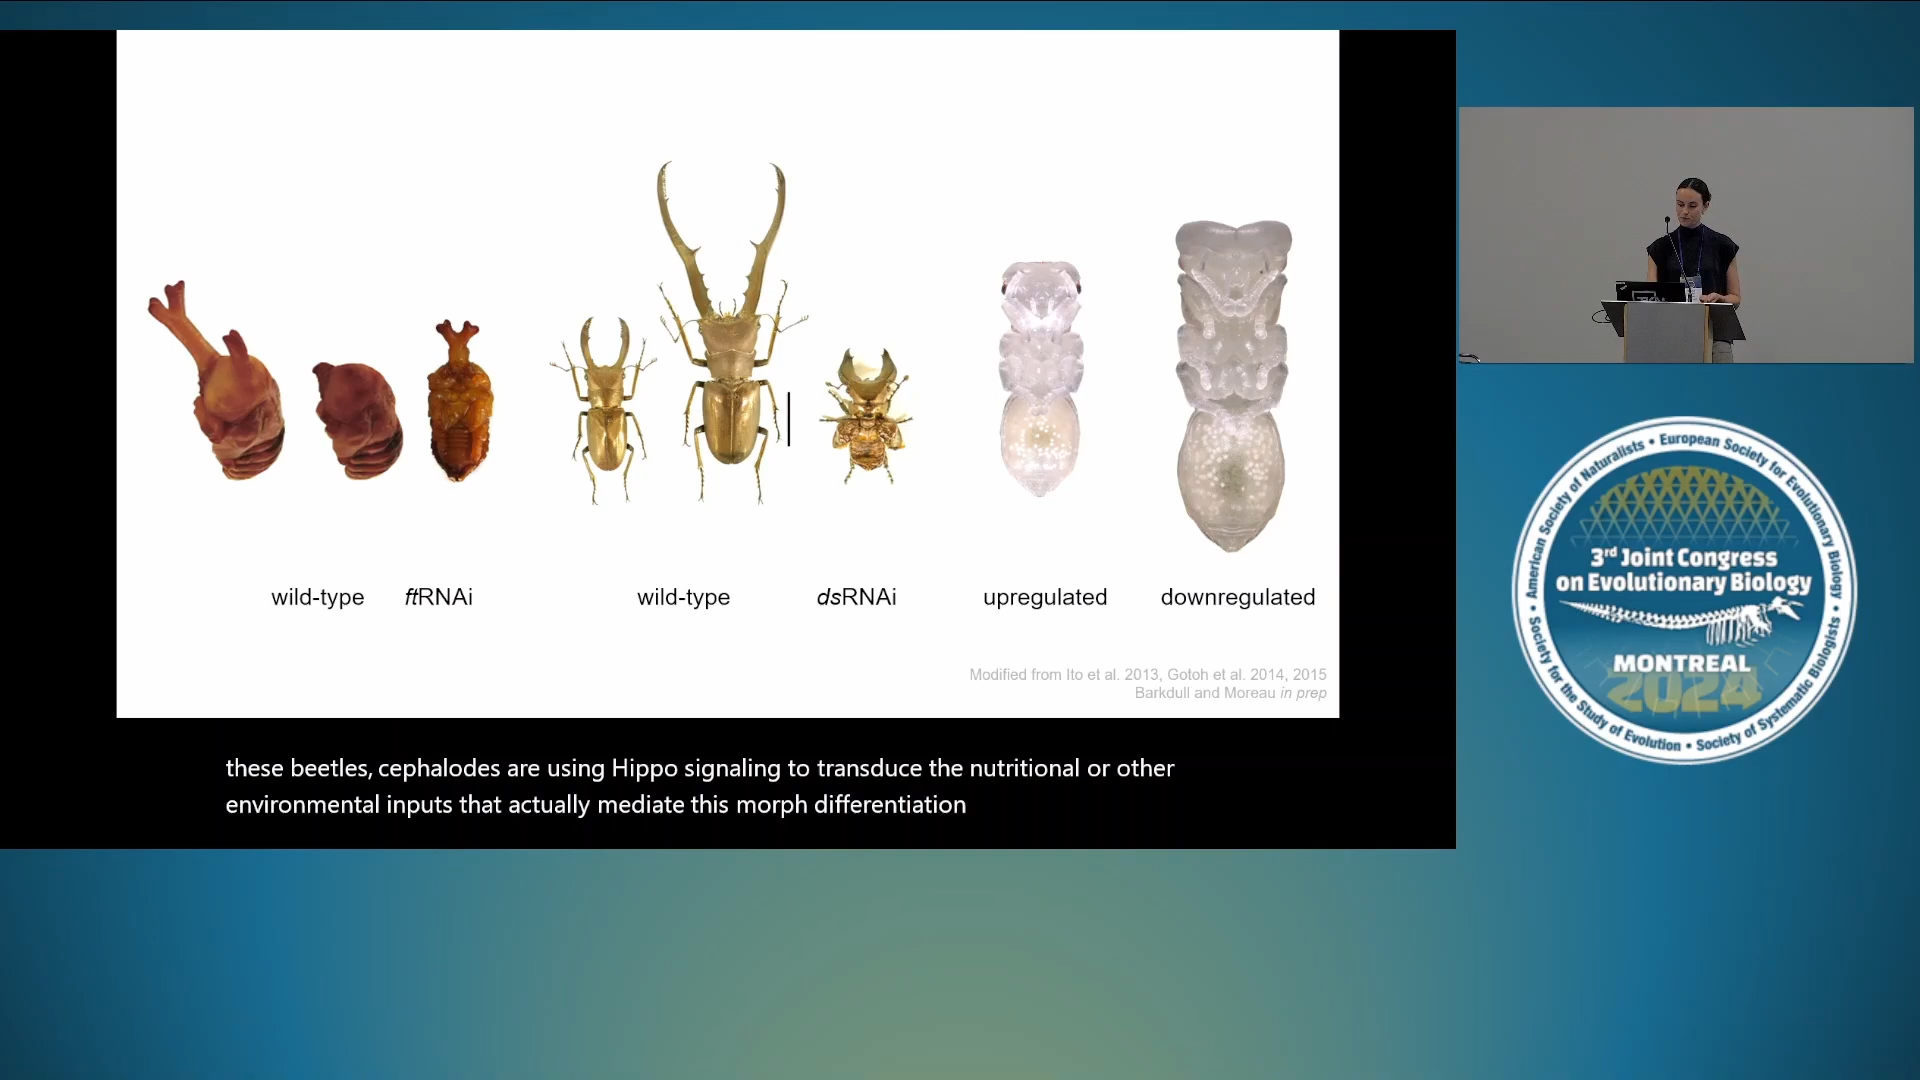 wild-type
ftRNAi
wild-type
dsRNAi
upregulated
downregulated
Modified from Ito et al. 2013, Gotoh et al. 2014, 2015
Barkdull and Moreau in prep
these beetles, cephalodes are using Hippo signaling to transduce the nutritional or other
environmental inputs that actually mediate this morph differentiation
American Society of Naturalists • European Society for Evolutionary Biology •
Society for the Study of Evolution • Society of Systematic Biologists •
3rd Joint Congress
on Evolutionary Biology
MONTREAL
2024